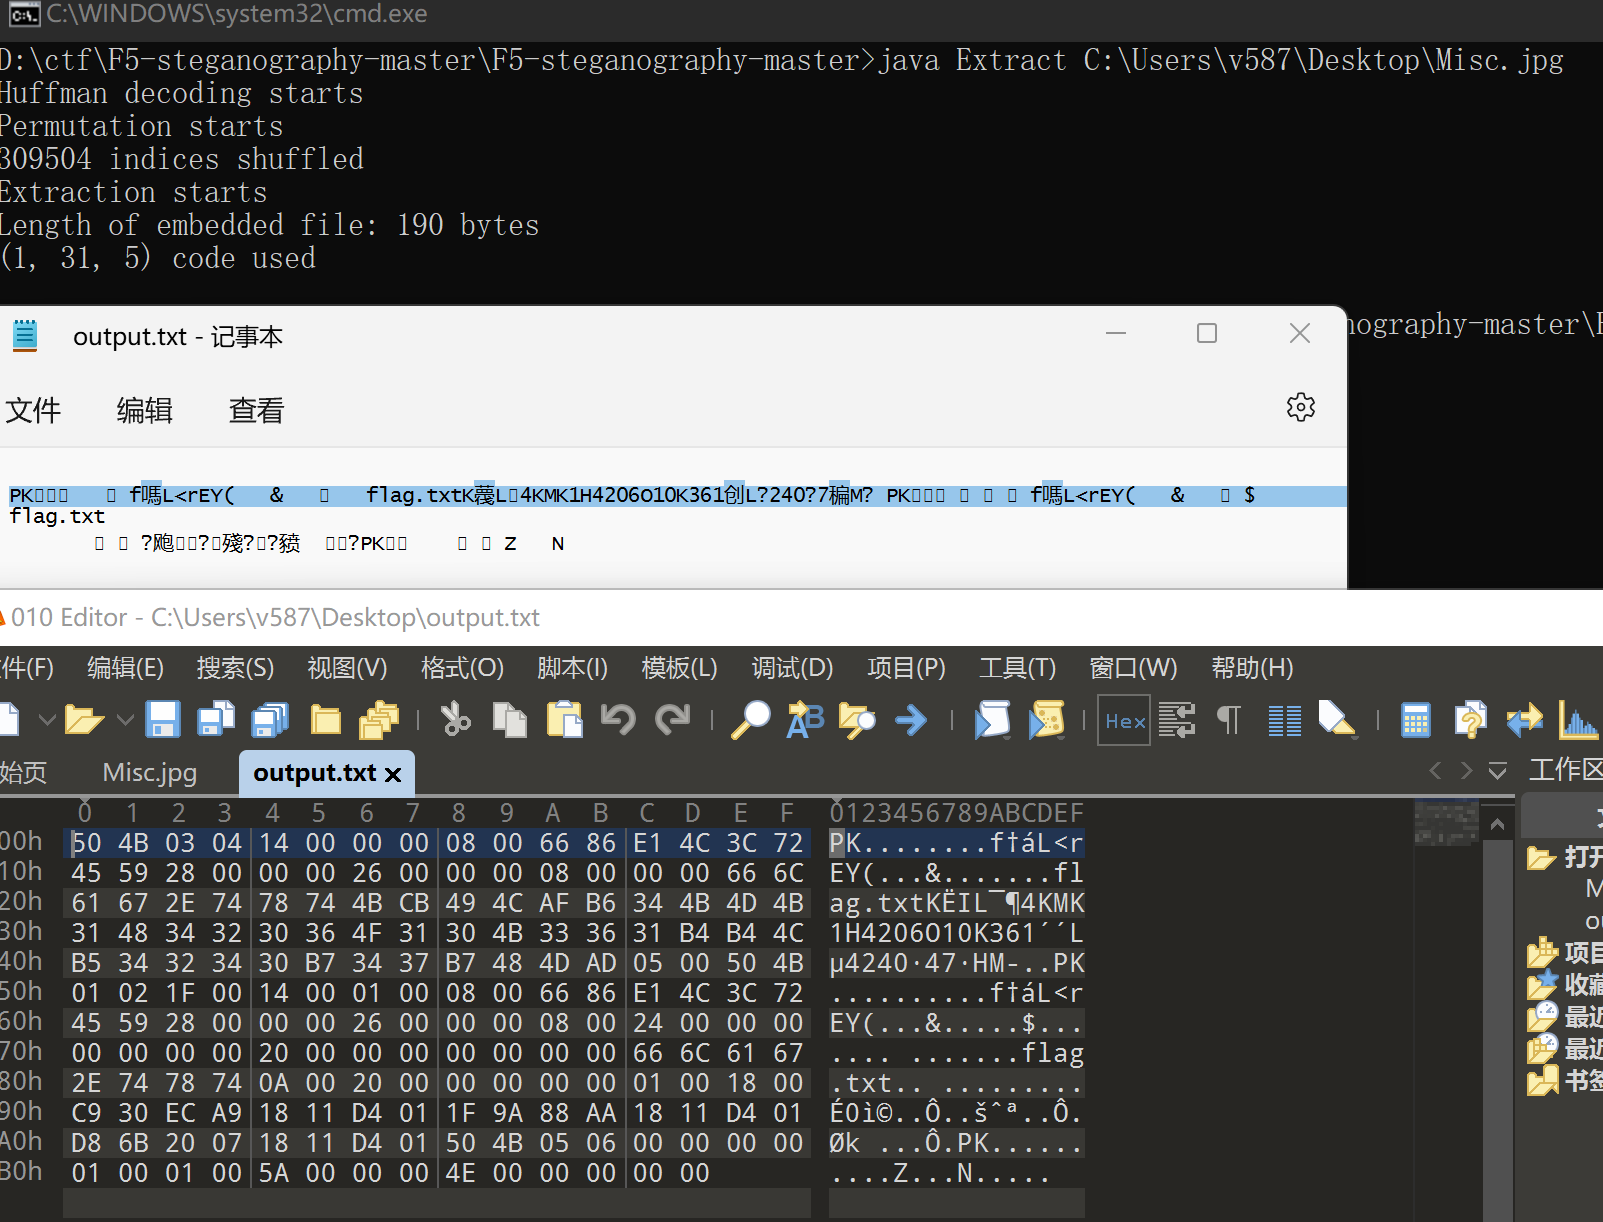 C:\WINDOWS\system32\cmd.exe
D:\ctf\F5-steganography-master\F5-steganography-master>java Extract C:\Users\v587\Desktop\Misc.jpg
Huffman decoding starts
Permutation starts
309504 indices shuffled
Extraction starts
Length of embedded file: 190 bytes
(1, 31, 5) code used
nography-master\F
output.txt - 记事本
文件 编辑 查看
PK f嗎L<rEY( & flag.txtK L 4KMK1H4206O10K361创L?240?7稨M? PK f嗎L<rEY( & $
flag.txt
? ? 殘? ? ?PK Z N
010 Editor - C:\Users\v587\Desktop\output.txt
件(F) 编辑(E) 搜索(S) 视图(V) 格式(O) 脚本(I) 模板(L) 调试(D) 项目(P) 工具(T) 窗口(W) 帮助(H)
Hex
始页 Misc.jpg output.txt × 工作区
0 1 2 3 4 5 6 7 8 9 A B C D E F 0123456789ABCDEF
00h 50 4B 03 04 14 00 00 00 08 00 66 86 E1 4C 3C 72 PK........f†áL<r
10h 45 59 28 00 00 00 26 00 00 00 08 00 00 00 66 6C EY(...&.......fl
20h 61 67 2E 74 78 74 4B CB 49 4C AF B6 34 4B 4D 4B ag.txtKËIL¯¶4KMK
30h 31 48 34 32 30 36 4F 31 30 4B 33 36 31 B4 B4 4C 1H4206O10K361´´L
40h B5 34 32 34 30 B7 34 37 B7 48 4D AD 05 00 50 4B µ4240·47·HM-..PK
50h 01 02 1F 00 14 00 01 00 08 00 66 86 E1 4C 3C 72 ..........f†áL<r
60h 45 59 28 00 00 00 26 00 00 00 08 00 24 00 00 00 EY(...&.....$...
70h 00 00 00 00 20 00 00 00 00 00 00 00 66 6C 61 67 .... .......flag
80h 2E 74 78 74 0A 00 20 00 00 00 00 00 01 00 18 00 .txt.. .........
90h C9 30 EC A9 18 11 D4 01 1F 9A 88 AA 18 11 D4 01 É0ì©..Ô..šˆª..Ô.
A0h D8 6B 20 07 18 11 D4 01 50 4B 05 06 00 00 00 00 Øk ...Ô.PK......
B0h 01 00 01 00 5A 00 00 00 4E 00 00 00 00 00 ....Z...N.....
打开
M
ou
项目
收藏
最近
最近
书签